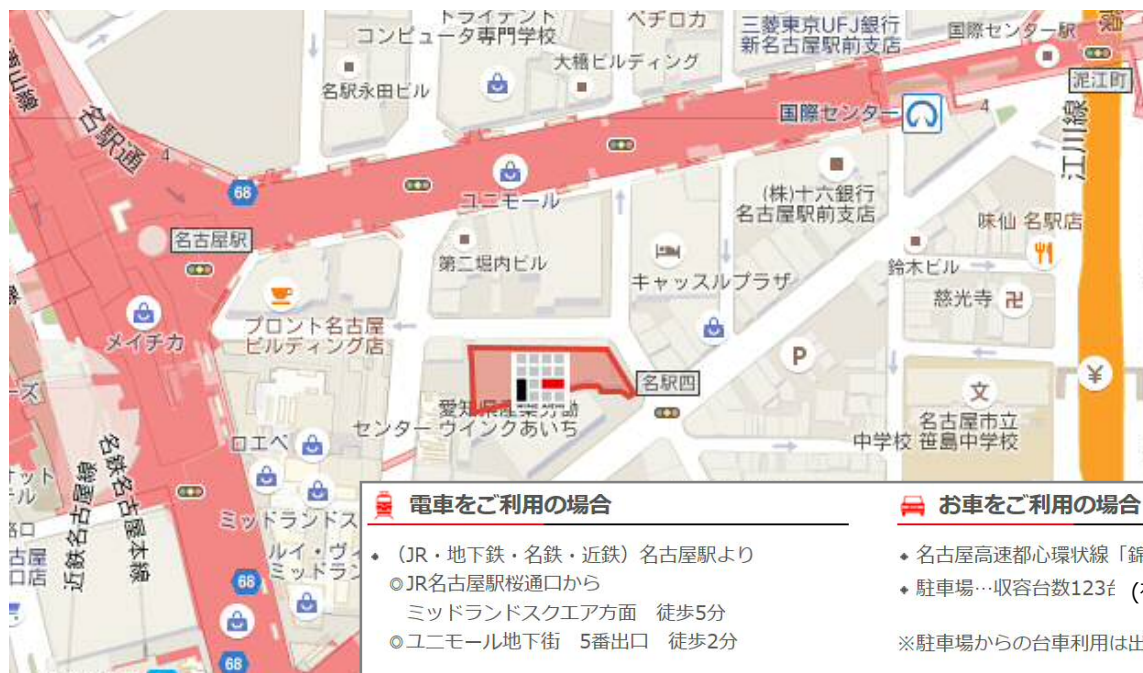 トライデント
コンピュータ専門学校
ペチロカ
三菱東京UFJ銀行
新名古屋駅前支店
国際センター駅
泥江町
大橋ビルディング
名駅永田ビル
東山線
名駅通
4
国際センター
4
江川線
68
ユニモール
(株)十六銀行
名古屋駅前支店
味仙 名駅店
名古屋駅
第二堀内ビル
キャッスルプラザ
鈴木ビル
慈光寺
メイチカ
プロント名古屋
ビルディング店
P
名駅四
愛知県産業労働
センター ウインクあいち
文
¥
名古屋市立
中学校 笹島中学校
ロエベ
名鉄名古屋本線
近鉄名古屋線
ミッドランドス
ルイ・ヴィ
ミッドラン
68
68
電車をご利用の場合
(JR・地下鉄・名鉄・近鉄)名古屋駅より
◎JR名古屋駅桜通口から
ミッドランドスクエア方面 徒歩5分
◎ユニモール地下街 5番出口 徒歩2分
お車をご利用の場合
名古屋高速都心環状線「錦
駐車場…収容台数123台
※駐車場からの台車利用は出